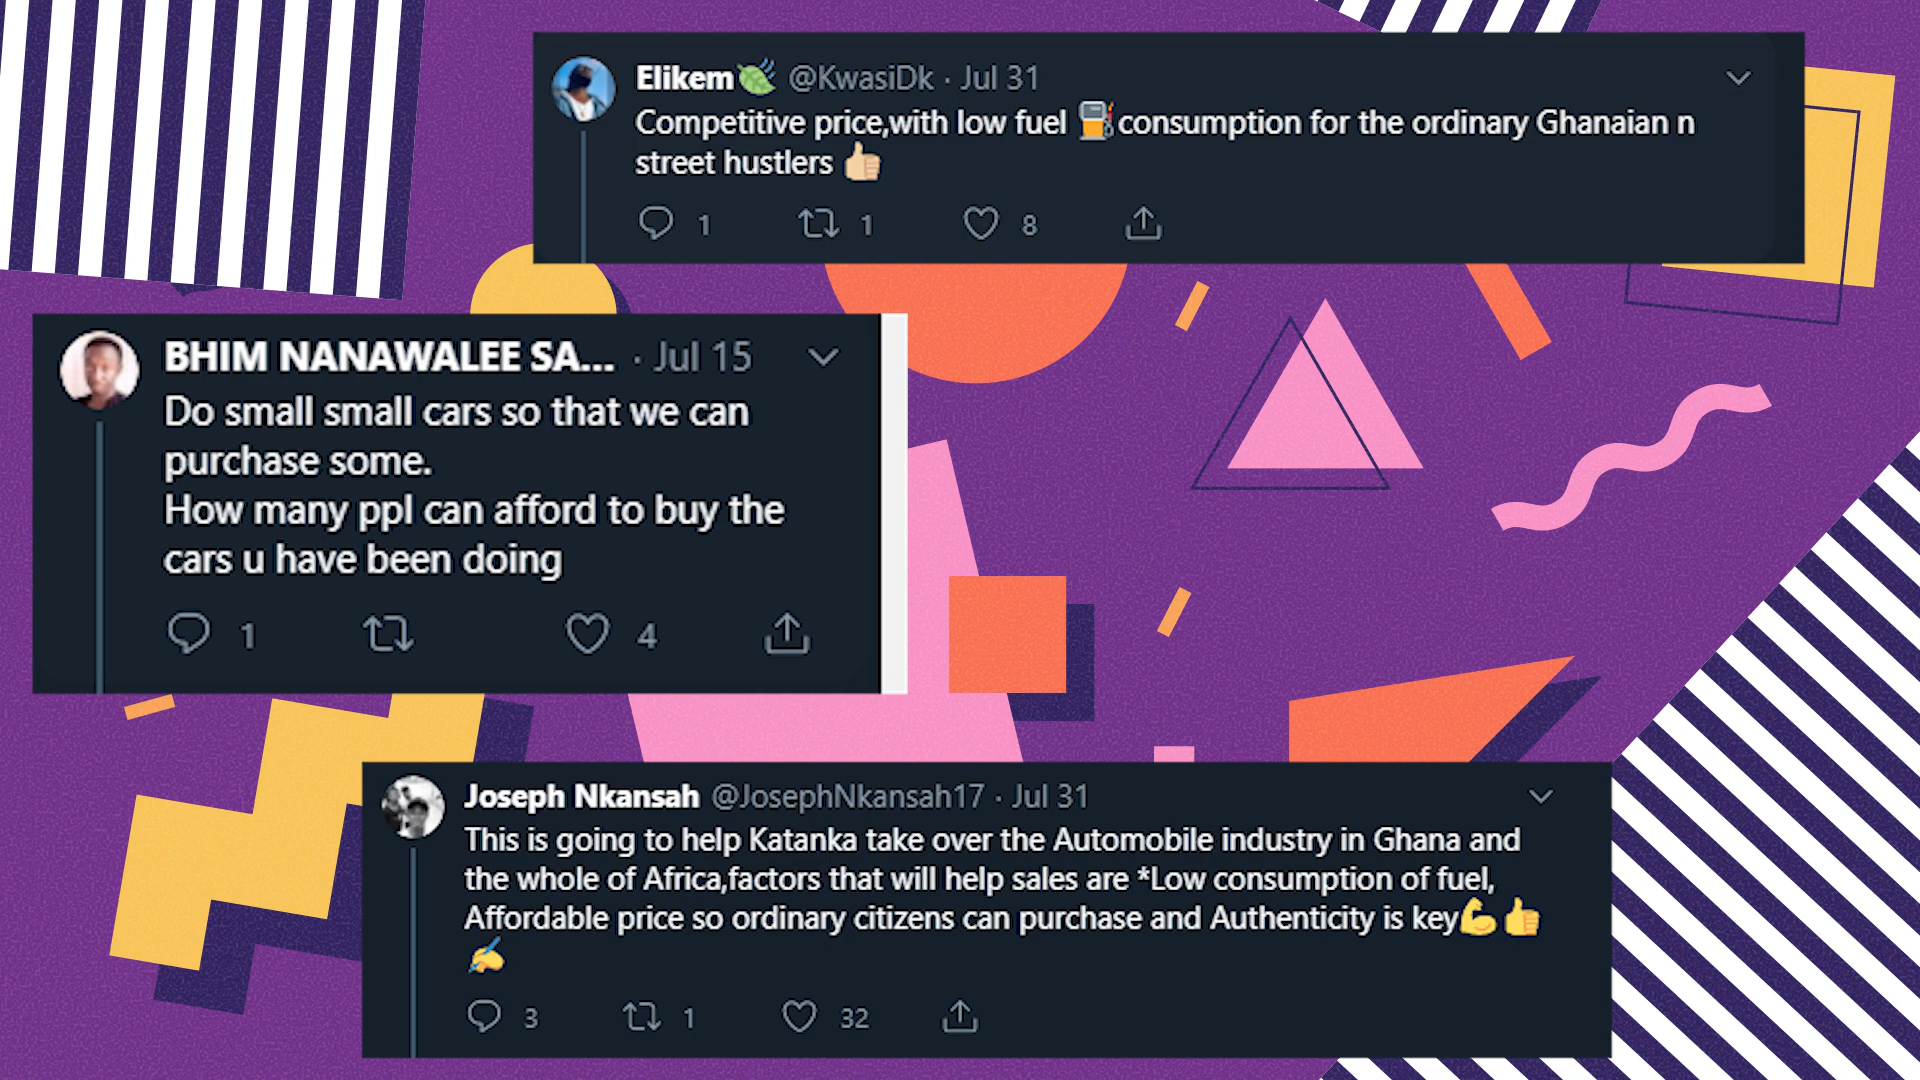 Elikem🍃 @KwasiDk · Jul 31
Competitive price,with low fuel ⛽consumption for the ordinary Ghanaian n
street hustlers 👍🏼
1 1 8
BHIM NANAWALEE SA... · Jul 15
Do small small cars so that we can
purchase some.
How many ppl can afford to buy the
cars u have been doing
1 4
Joseph Nkansah @JosephNkansah17 · Jul 31
This is going to help Katanka take over the Automobile industry in Ghana and
the whole of Africa,factors that will help sales are *Low consumption of fuel,
Affordable price so ordinary citizens can purchase and Authenticity is key💪👍
✍
3 1 32